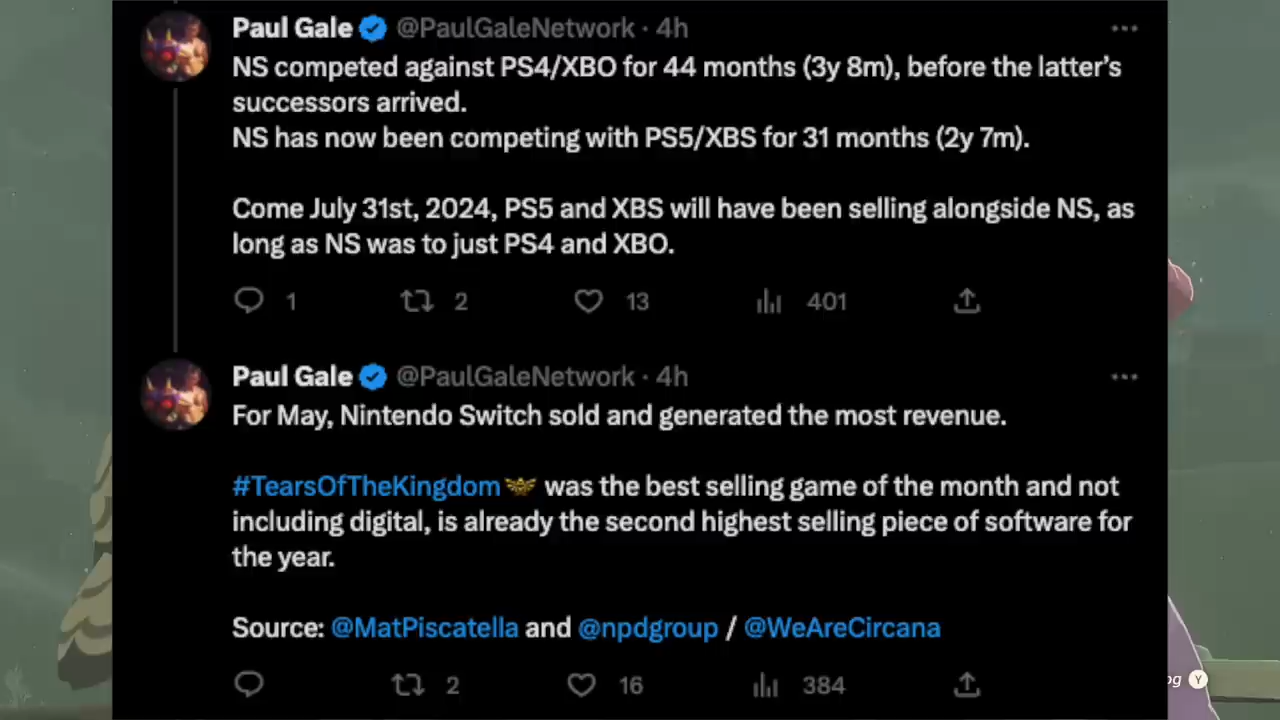 Paul Gale @PaulGaleNetwork · 4h
NS competed against PS4/XBO for 44 months (3y 8m), before the latter's
successors arrived.
NS has now been competing with PS5/XBS for 31 months (2y 7m).
Come July 31st, 2024, PS5 and XBS will have been selling alongside NS, as
long as NS was to just PS4 and XBO.
1 2 13 401
Paul Gale @PaulGaleNetwork · 4h
For May, Nintendo Switch sold and generated the most revenue.
#TearsOfTheKingdom was the best selling game of the month and not
including digital, is already the second highest selling piece of software for
the year.
Source: @MatPiscatella and @npdgroup / @WeAreCircana
2 16 384
Y